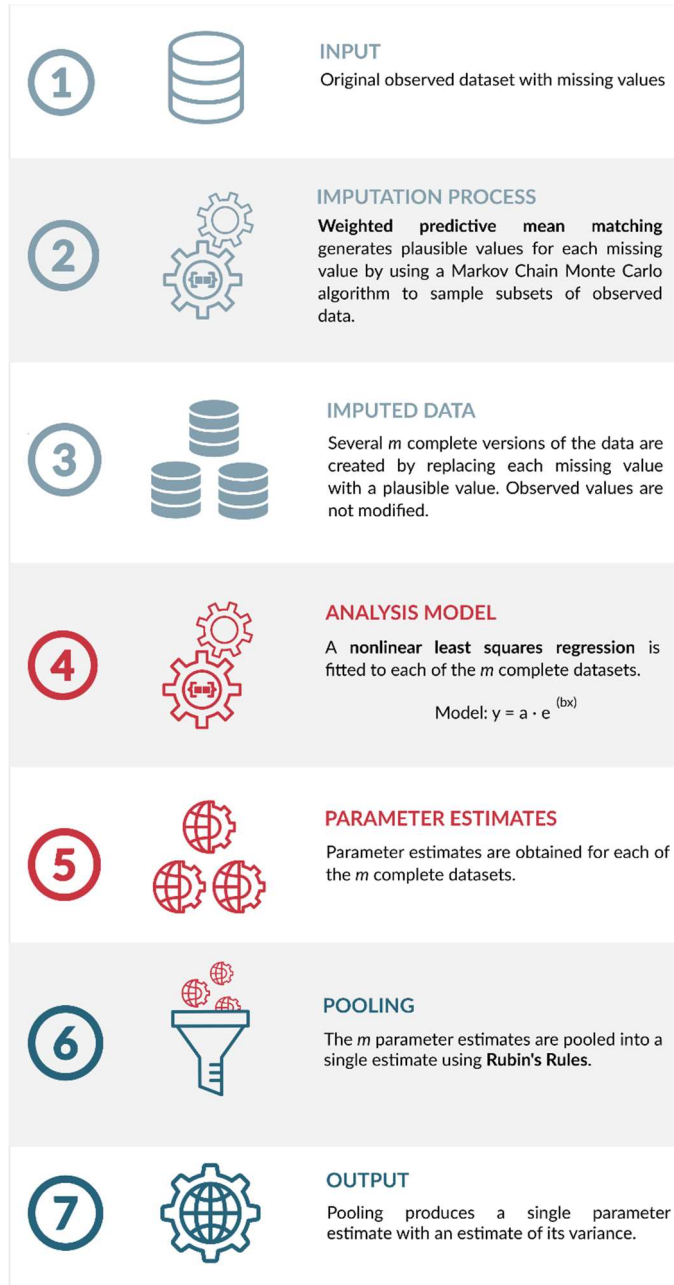 1
INPUT
Original observed dataset with missing values
2
IMPUTATION PROCESS
Weighted predictive mean matching
generates plausible values for each missing
value by using a Markov Chain Monte Carlo
algorithm to sample subsets of observed
data.
3
IMPUTED DATA
Several m complete versions of the data are
created by replacing each missing value
with a plausible value. Observed values are
not modified.
4
ANALYSIS MODEL
A nonlinear least squares regression is
fitted to each of the m complete datasets.
Model: y = a · e (bx)
5
PARAMETER ESTIMATES
Parameter estimates are obtained for each of
the m complete datasets.
6
POOLING
The m parameter estimates are pooled into a
single estimate using Rubin's Rules.
7
OUTPUT
Pooling produces a single parameter
estimate with an estimate of its variance.